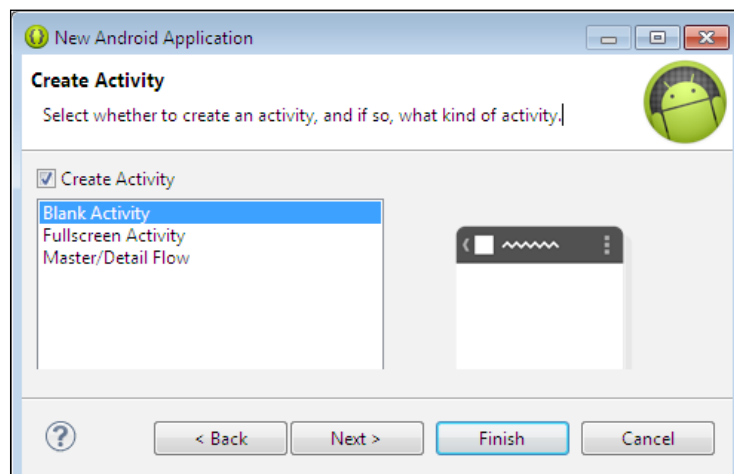 New Android Application
Create Activity
Select whether to create an activity, and if so, what kind of activity.
Create Activity
Blank Activity
Fullscreen Activity
Master/Detail Flow
?
< Back Next > Finish Cancel